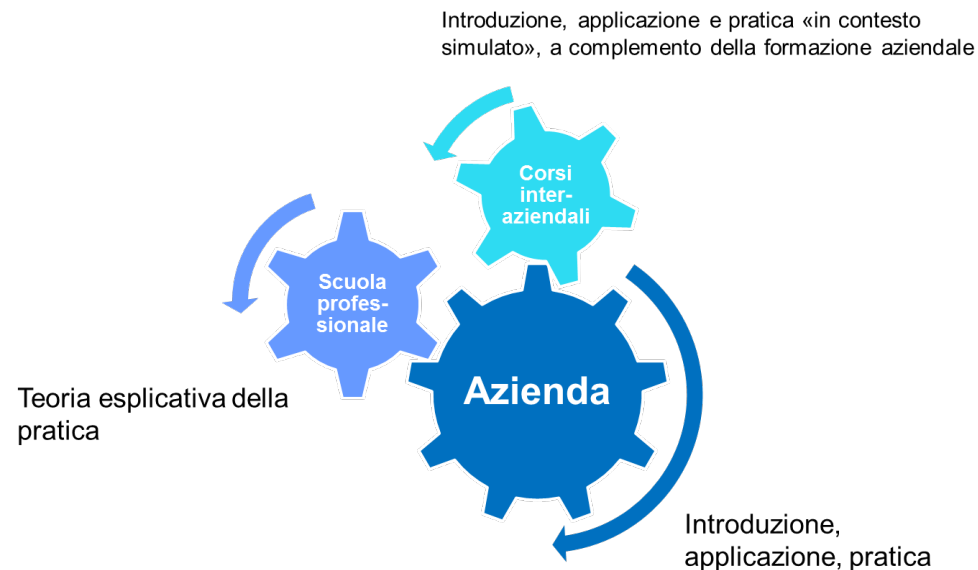 Introduzione, applicazione e pratica «in contesto
simulato», a complemento della formazione aziendale
Corsi
inter-
aziendali
Scuola
profes-
sionale
Azienda
Teoria esplicativa della
pratica
Introduzione,
applicazione, pratica